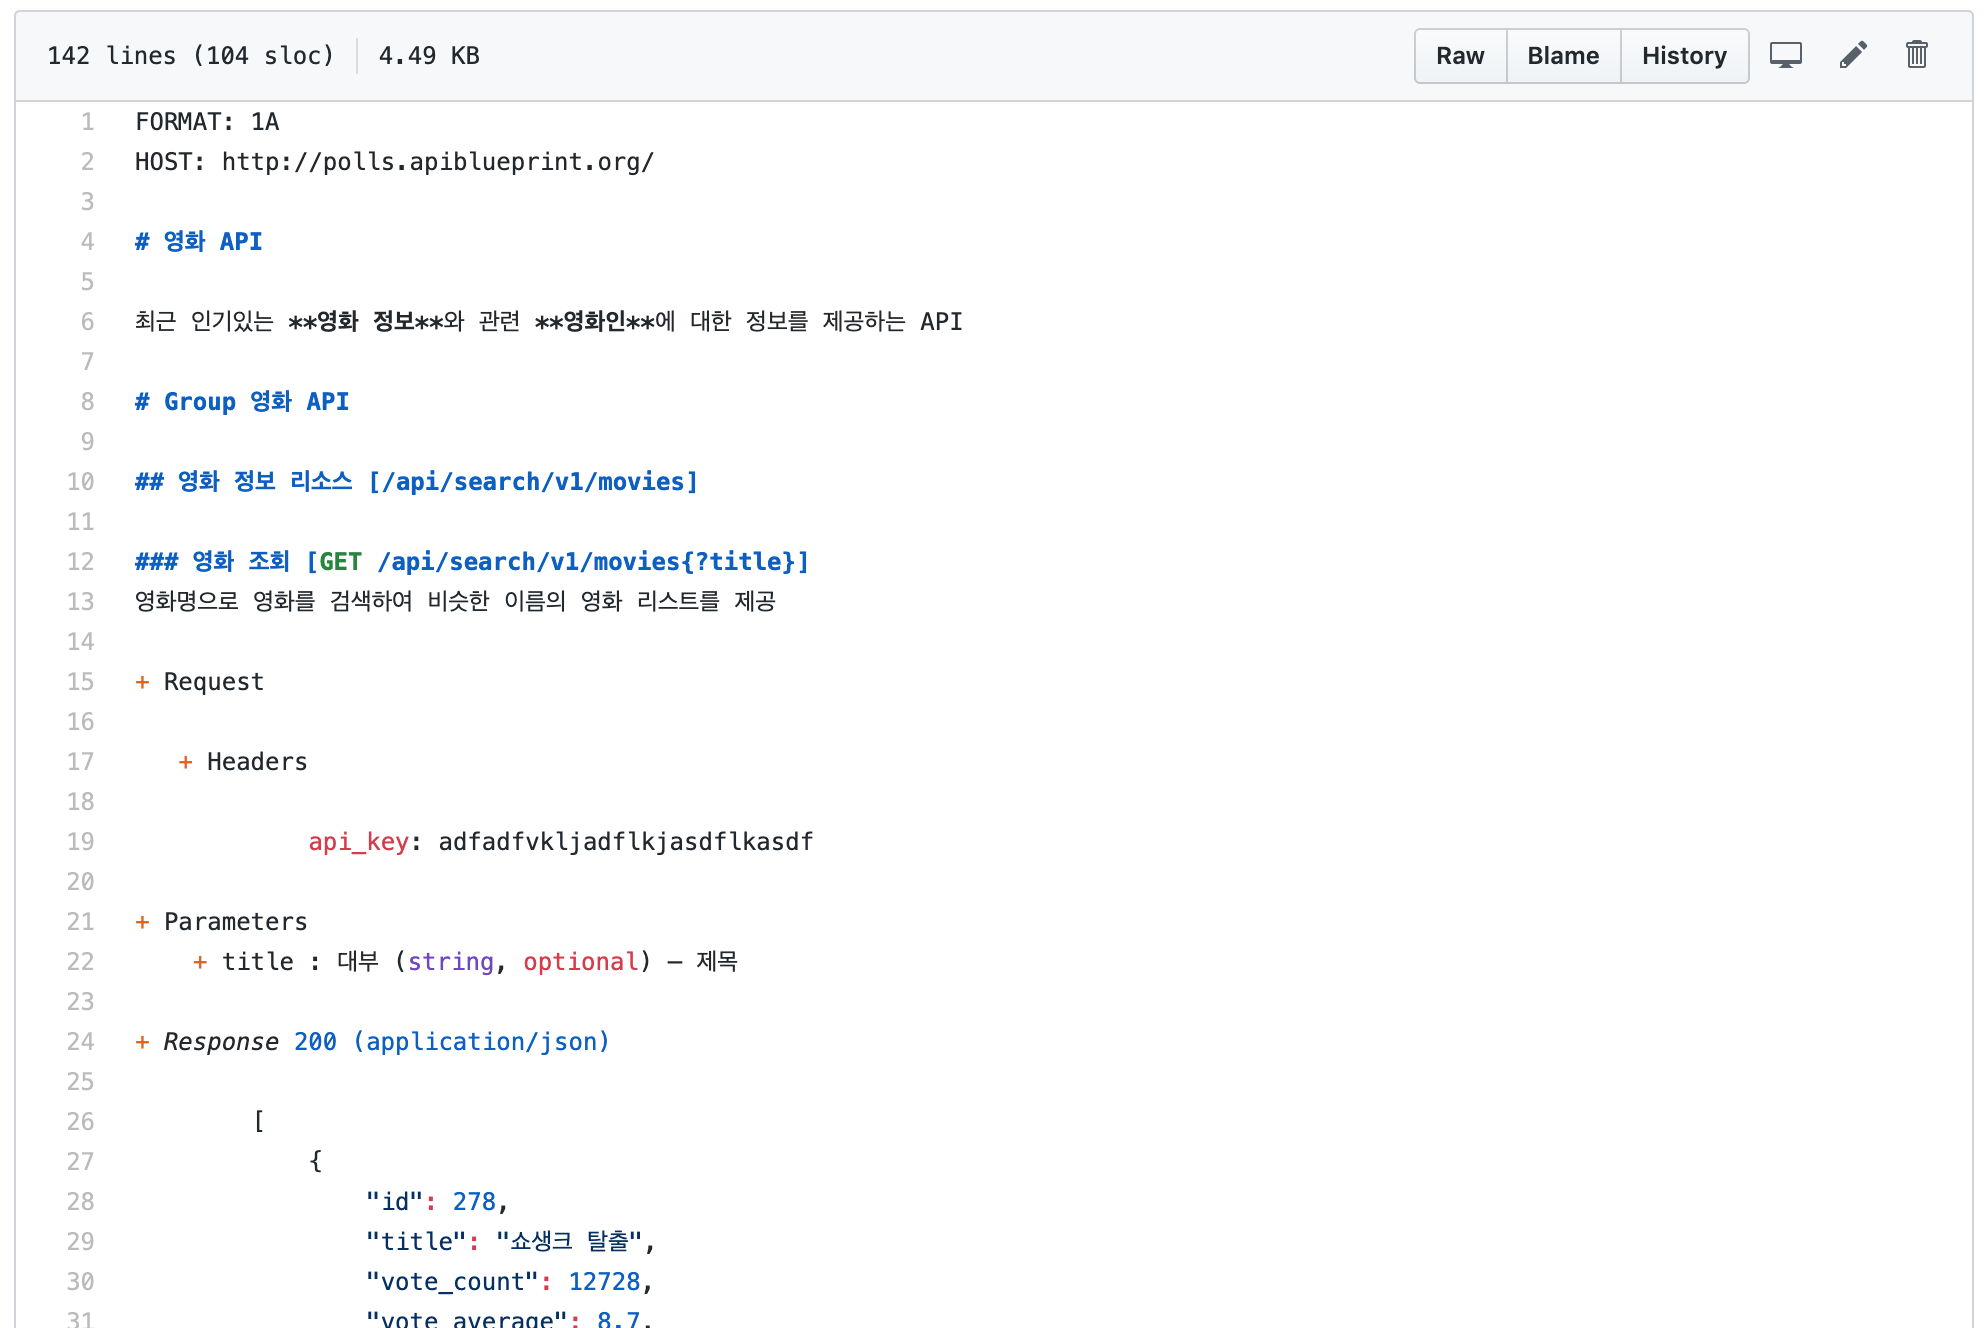 142 lines (104 sloc) 4.49 KB Raw Blame History
1 FORMAT: 1A
2 HOST: http://polls.apiblueprint.org/
3
4 # 영화 API
5
6 최근 인기있는 **영화 정보**와 관련 **영화인**에 대한 정보를 제공하는 API
7
8 # Group 영화 API
9
10 ## 영화 정보 리소스 [/api/search/v1/movies]
11
12 ### 영화 조회 [GET /api/search/v1/movies{?title}]
13 영화명으로 영화를 검색하여 비슷한 이름의 영화 리스트를 제공
14
15 + Request
16
17 + Headers
18
19 api_key: adfadfvkljadflkjasdflkasdf
20
21 + Parameters
22 + title : 대부 (string, optional) – 제목
23
24 + Response 200 (application/json)
25
26 [
27 {
28 "id": 278,
29 "title": "쇼생크 탈출",
30 "vote_count": 12728,
31 "vote_average": 8.7,